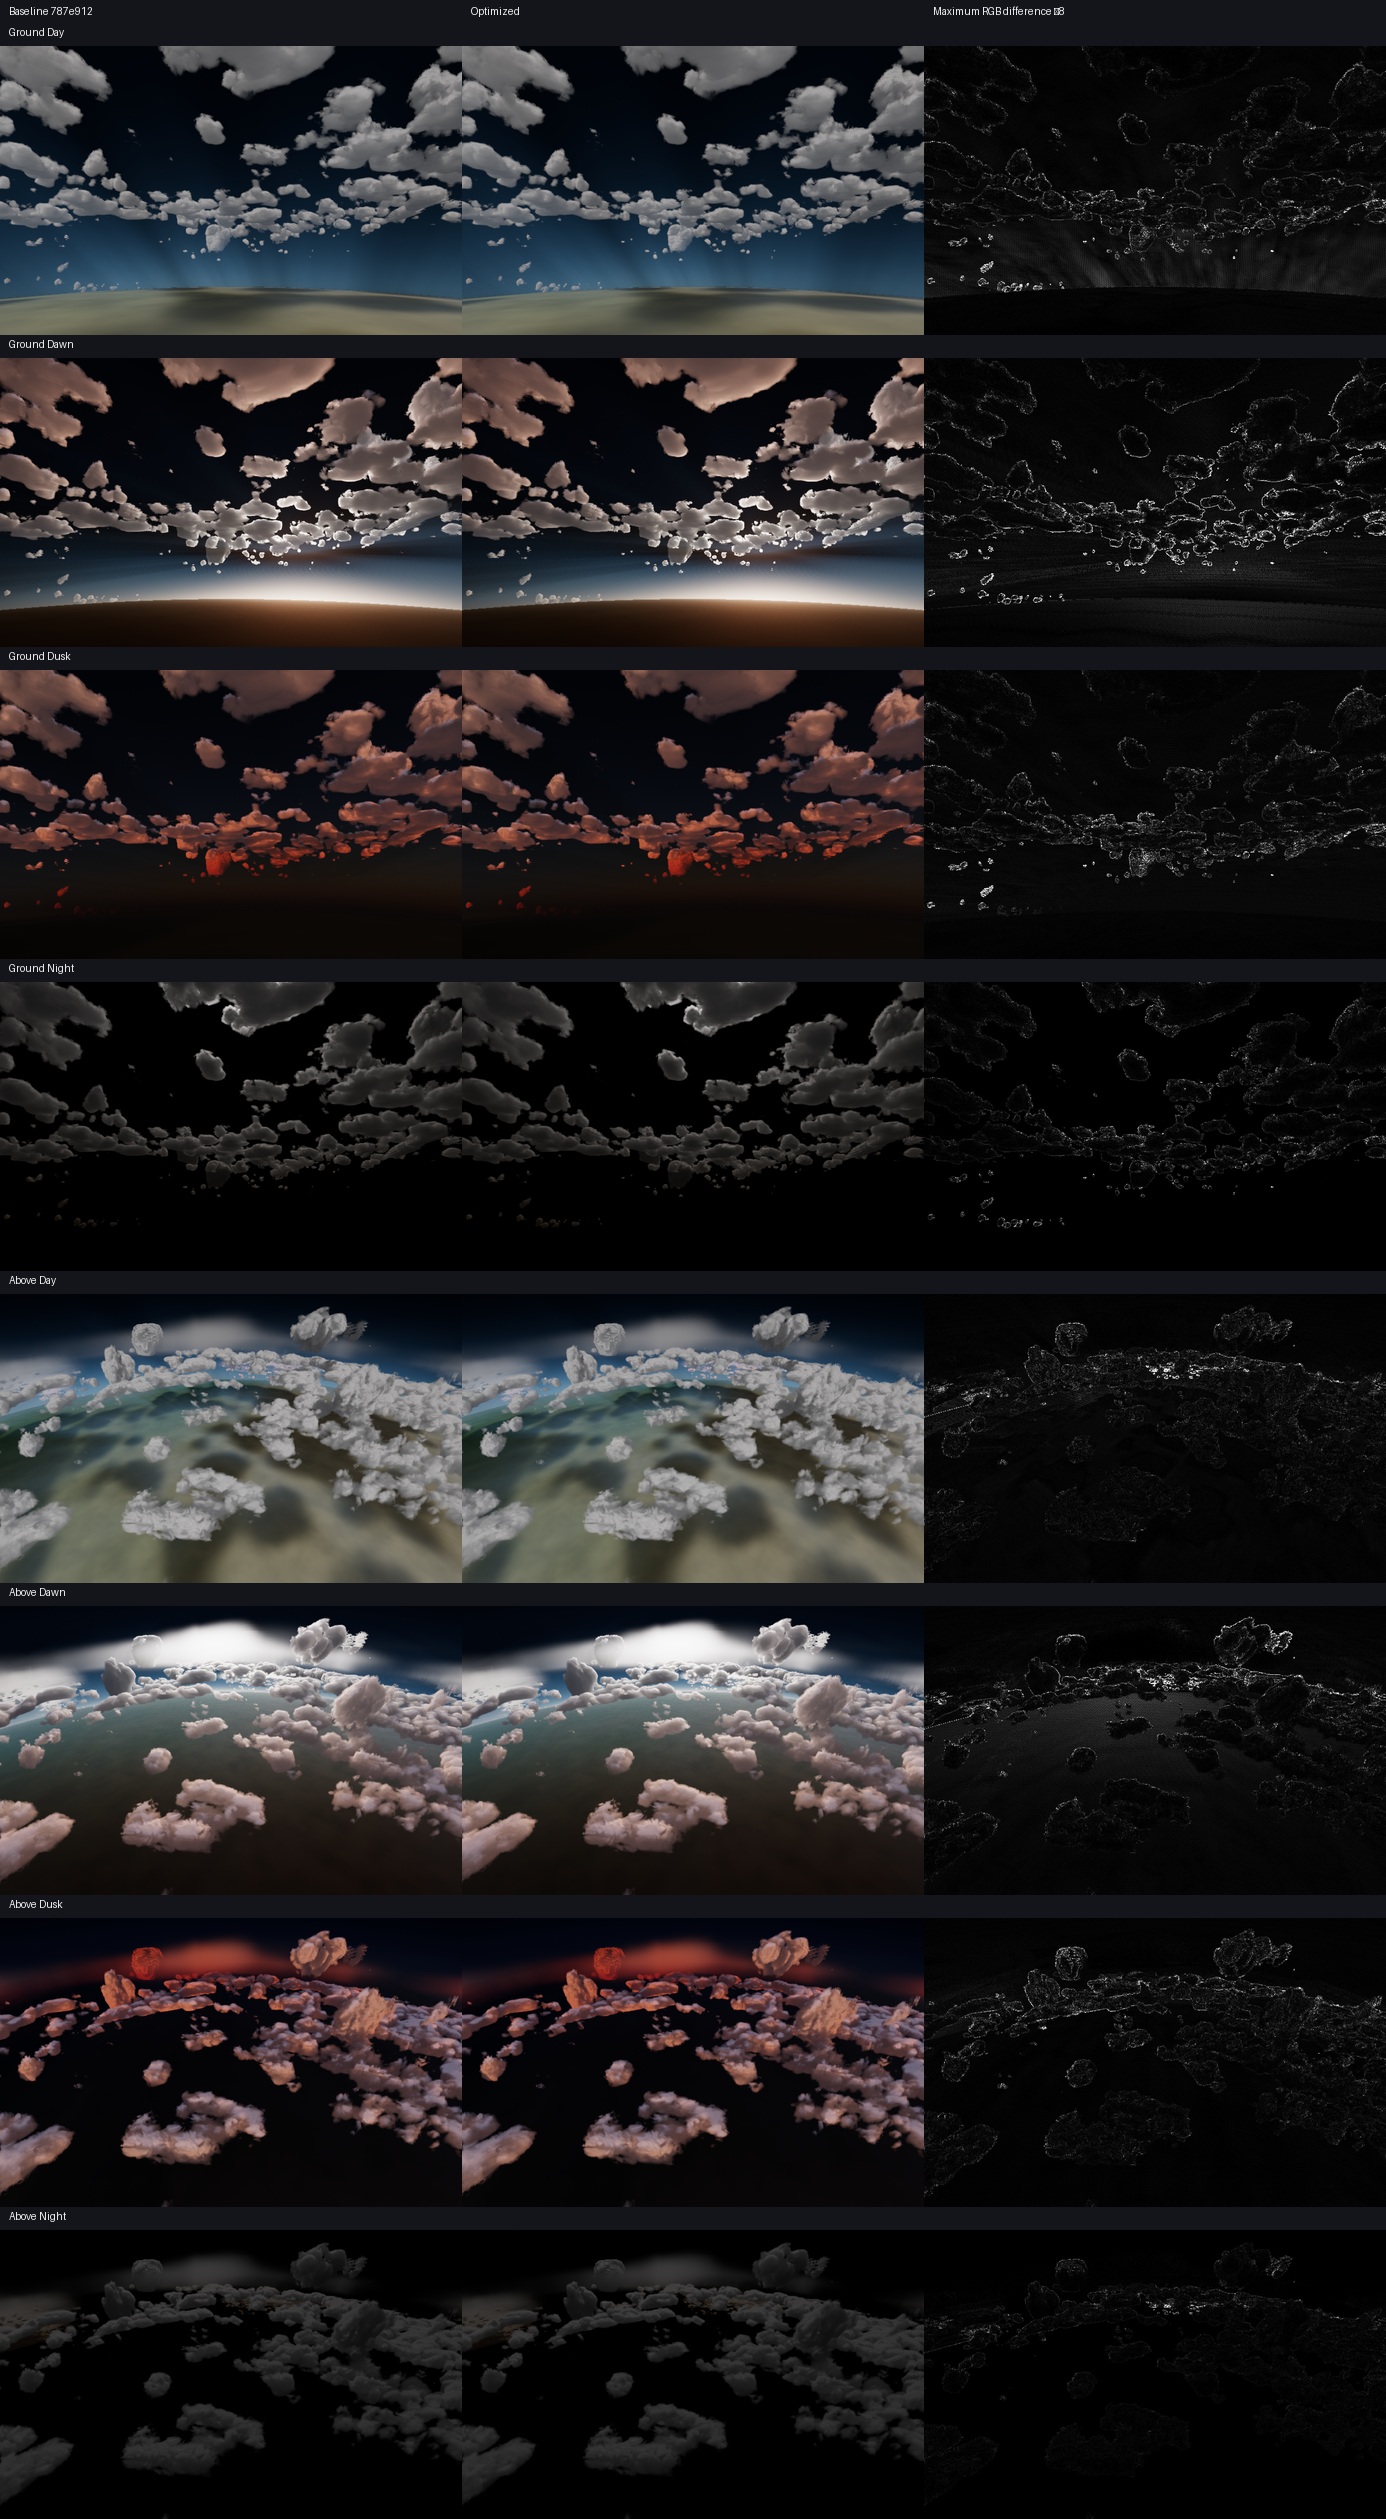 Baseline 787e912
Optimized
Maximum RGB difference 8
Ground Day
Ground Dawn
Ground Dusk
Ground Night
Above Day
Above Dawn
Above Dusk
Above Night